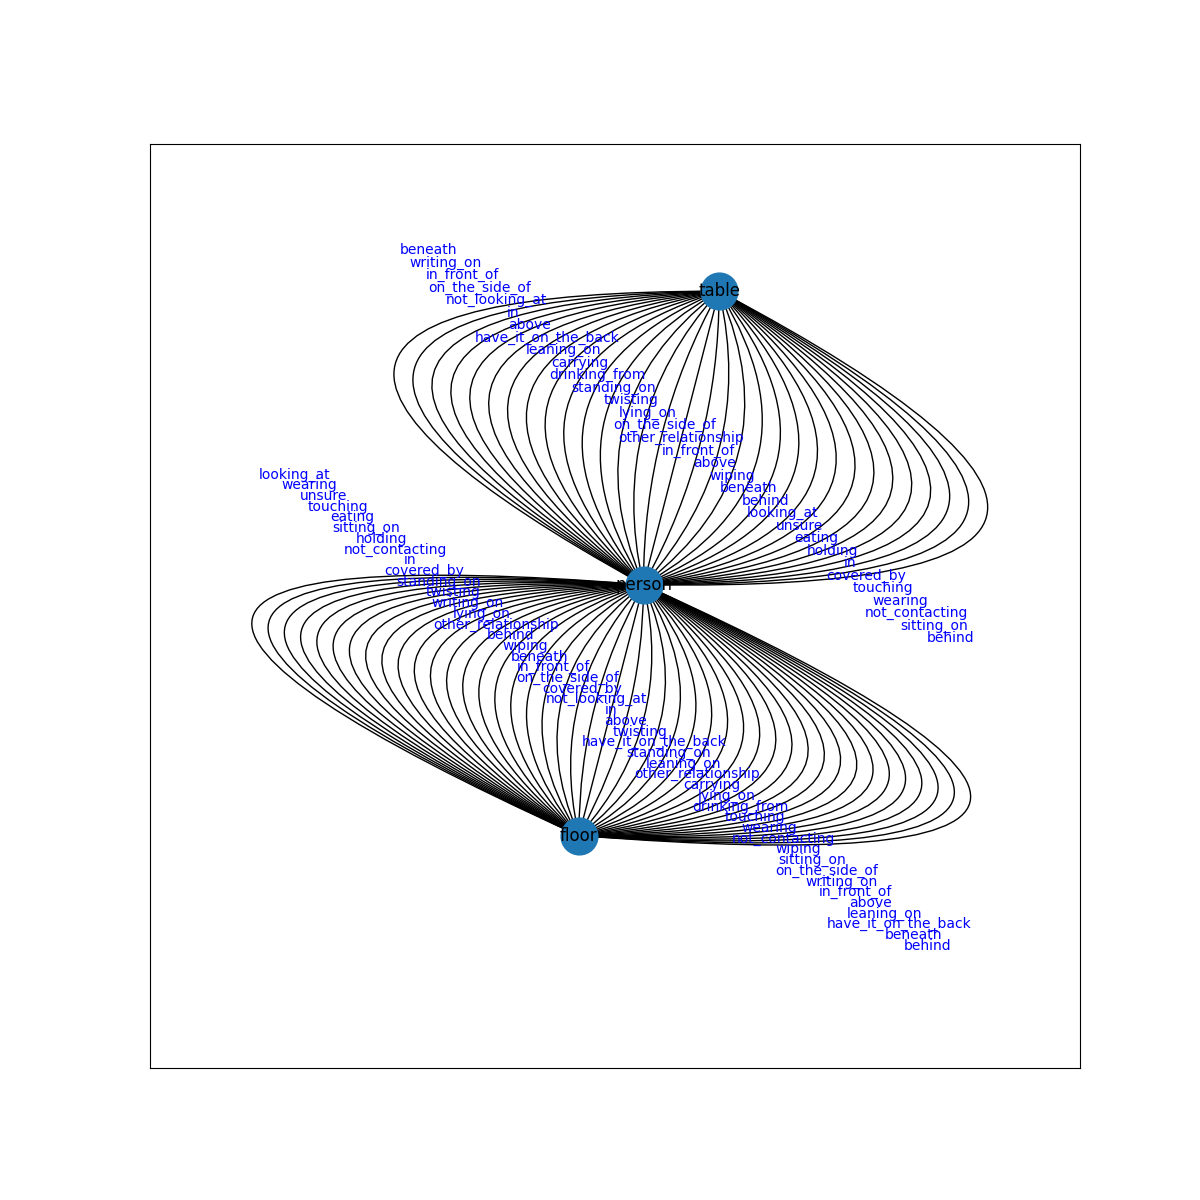 beneath
writing_on
in_front_of
on_the_side_of
table
not_looking_at
in
above
have_it_on_the_back
leaning_on
carrying
drinking_from
standing_on
twisting
lying_on
on_the_side_of
other_relationship
in_front_of
above
wiping
beneath
behind
looking_at
unsure
eating
holding
in
covered_by
touching
wearing
not_contacting
sitting_on
behind
looking_at
wearing
unsure
touching
eating
sitting_on
holding
not_contacting
in
covered_by
person
standing_on
twisting
writing_on
lying_on
other_relationship
behind
wiping
beneath
in_front_of
on_the_side_of
covered_by
not_looking_at
in
above
twisting
have_it_on_the_back
standing_on
leaning_on
other_relationship
carrying
lying_on
drinking_from
touching
wearing
floor
not_contacting
wiping
sitting_on
on_the_side_of
writing_on
in_front_of
above
leaning_on
have_it_on_the_back
beneath
behind